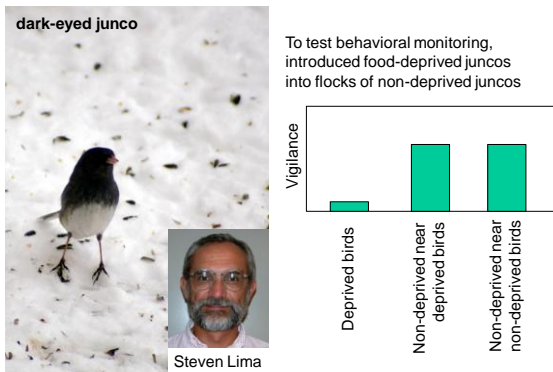 dark-eyed junco
Steven Lima
To test behavioral monitoring,
introduced food-deprived juncos
into flocks of non-deprived juncos
Vigilance
Deprived birds
Non-deprived near
deprived birds
Non-deprived near
non-deprived birds